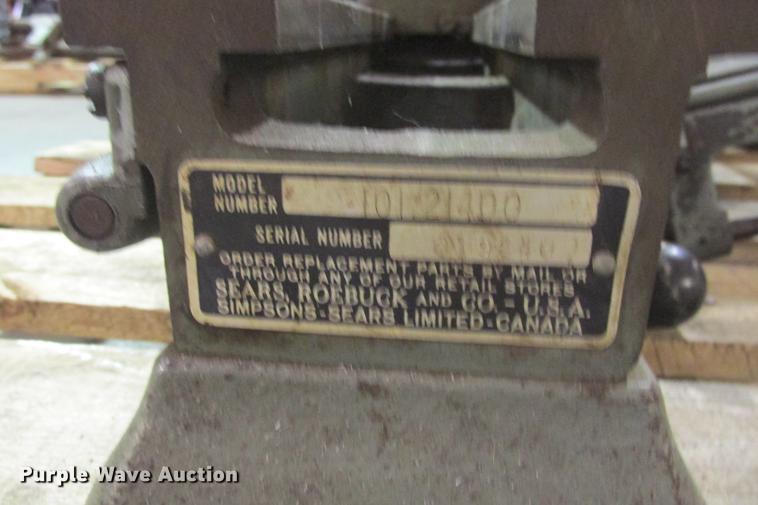 MODEL
NUMBER 101.21400
SERIAL NUMBER
ORDER REPLACEMENT PARTS BY MAIL OR
THROUGH ANY OF OUR RETAIL STORES
SEARS, ROEBUCK AND CO. - U.S.A.
SIMPSONS-SEARS LIMITED-CANADA
Purple Wave Auction